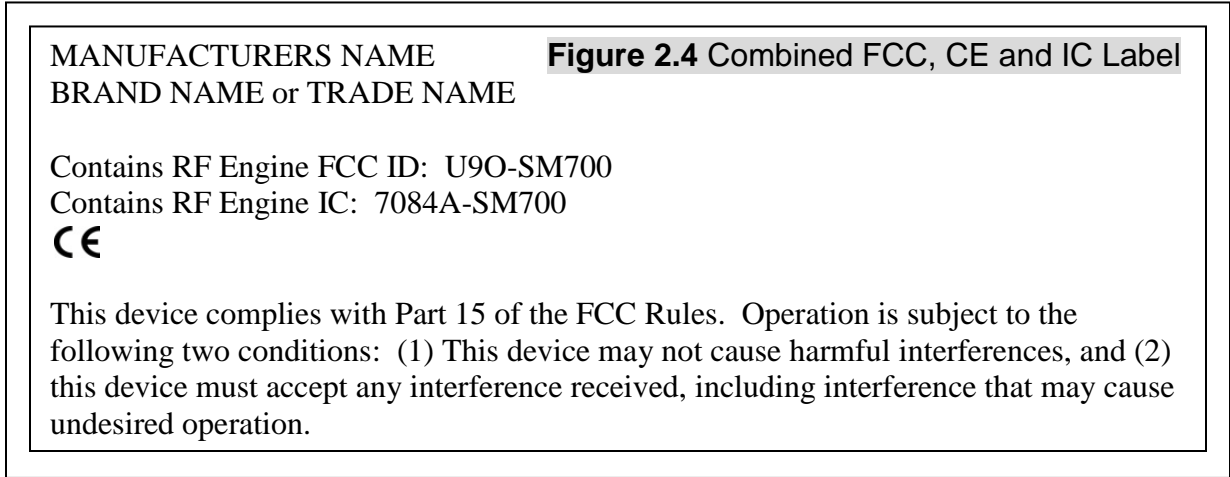 MANUFACTURERS NAME Figure 2.4 Combined FCC, CE and IC Label
BRAND NAME or TRADE NAME
Contains RF Engine FCC ID: U9O-SM700
Contains RF Engine IC: 7084A-SM700
CE
This device complies with Part 15 of the FCC Rules. Operation is subject to the
following two conditions: (1) This device may not cause harmful interferences, and (2)
this device must accept any interference received, including interference that may cause
undesired operation.